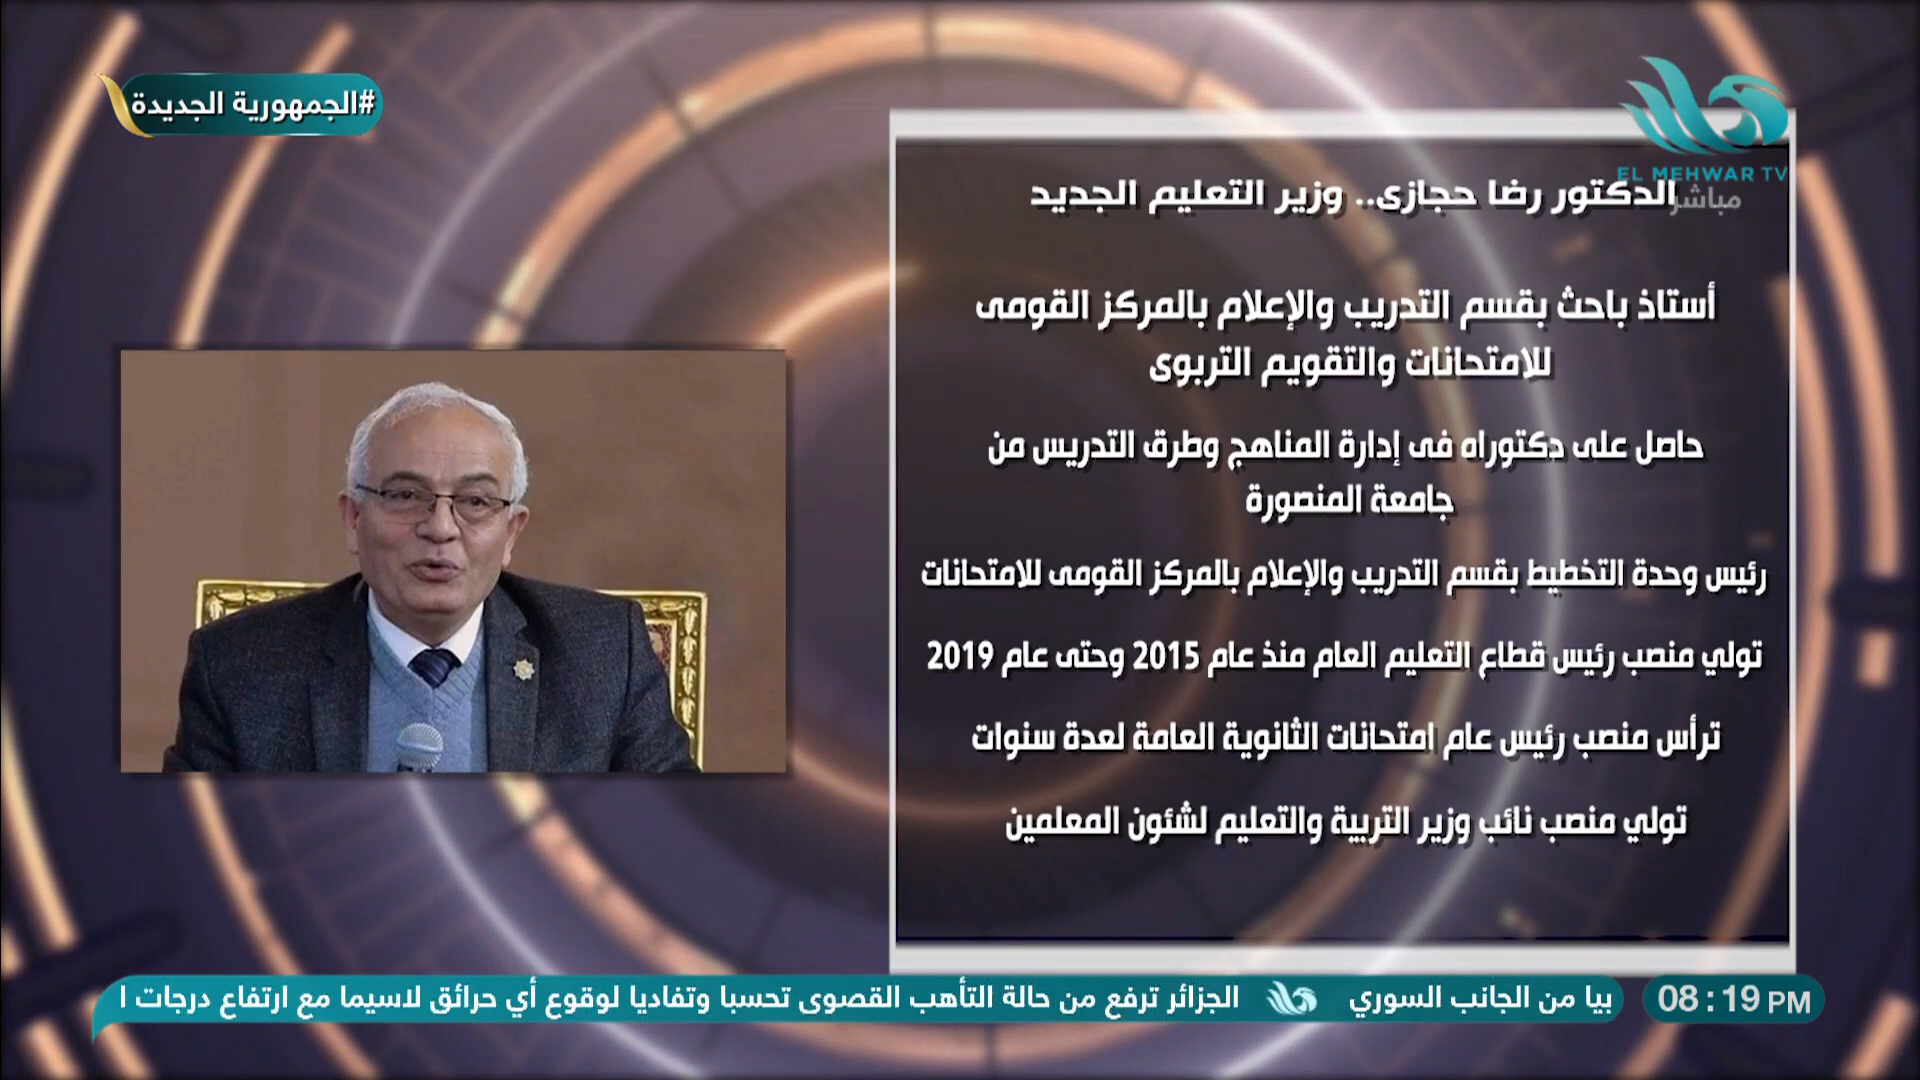 #الجمهورية الجديدة
EL MEHWAR TV
مباشر
الدكتور رضا حجازى.. وزير التعليم الجديد
أستاذ باحث بقسم التدريب والإعلام بالمركز القومى
للامتحانات والتقويم التربوى
حاصل على دكتوراه فى إدارة المناهج وطرق التدريس من
جامعة المنصورة
رئيس وحدة التخطيط بقسم التدريب والإعلام بالمركز القومى للامتحانات
تولي منصب رئيس قطاع التعليم العام منذ عام 2015 وحتى عام 2019
ترأس منصب رئيس عام امتحانات الثانوية العامة لعدة سنوات
تولي منصب نائب وزير التربية والتعليم لشئون المعلمين
08:19 PM
بيا من الجانب السوري
الجزائر ترفع من حالة التأهب القصوى تحسبا وتفاديا لوقوع أي حرائق لاسيما مع ارتفاع درجات ا